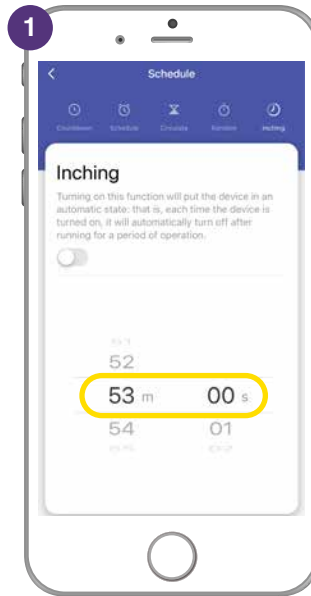 1
Schedule
Countdown Schedule Circulate Random Inching
Inching
Turning on this function will put the device in an
automatic state: that is, each time the device is
turned on, it will automatically turn off after
running for a period of operation.
52
53 m 00 s
54 01